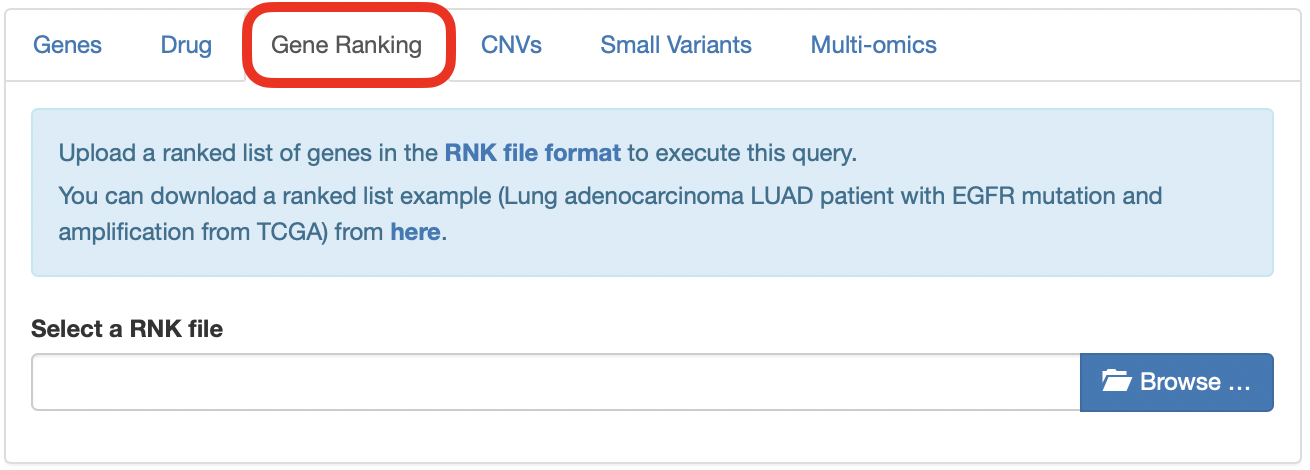 Genes Drug Gene Ranking CNVs Small Variants Multi-omics
Upload a ranked list of genes in the RNK file format to execute this query.
You can download a ranked list example (Lung adenocarcinoma LUAD patient with EGFR mutation and
amplification from TCGA) from here.
Select a RNK file
Browse ...